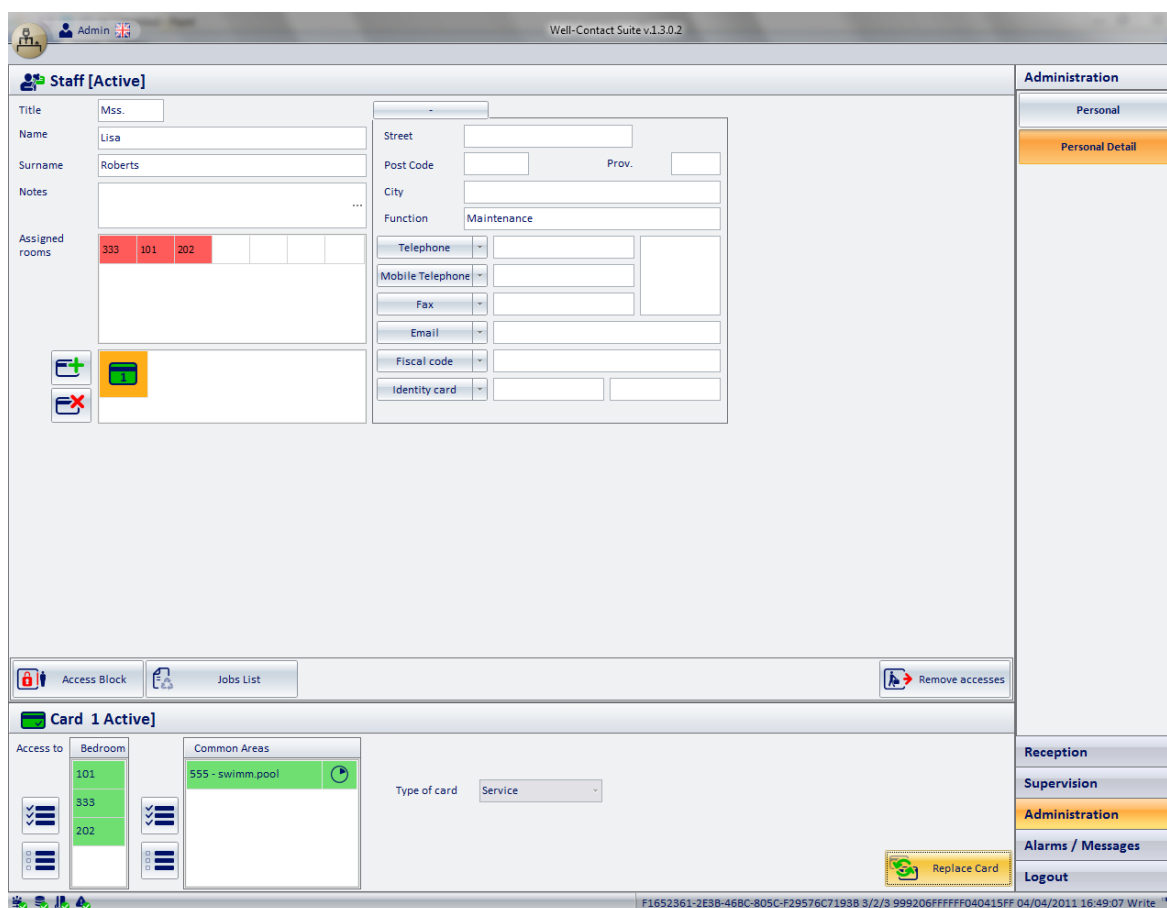 Admin
Well-Contact Suite v.1.3.0.2
Staff [Active]
Administration
Title Mss. -
Personal
Name Lisa Street
Personal Detail
Surname Roberts Post Code Prov.
Notes ... City
Function Maintenance
Assigned rooms 333 101 202
Telephone
Mobile Telephone
Fax
Email
1
Fiscal code
Identity card
Access Block Jobs List Remove accesses
Card 1 Active]
Access to Bedroom Common Areas
Reception
101 555 - swimm.pool
Supervision
Type of card Service
333
Administration
202
Alarms / Messages
Replace Card
Logout
F1652361-2E3B-46BC-805C-F29576C7193B 3/2/3 999206FFFFFF040415FF 04/04/2011 16:49:07 Write